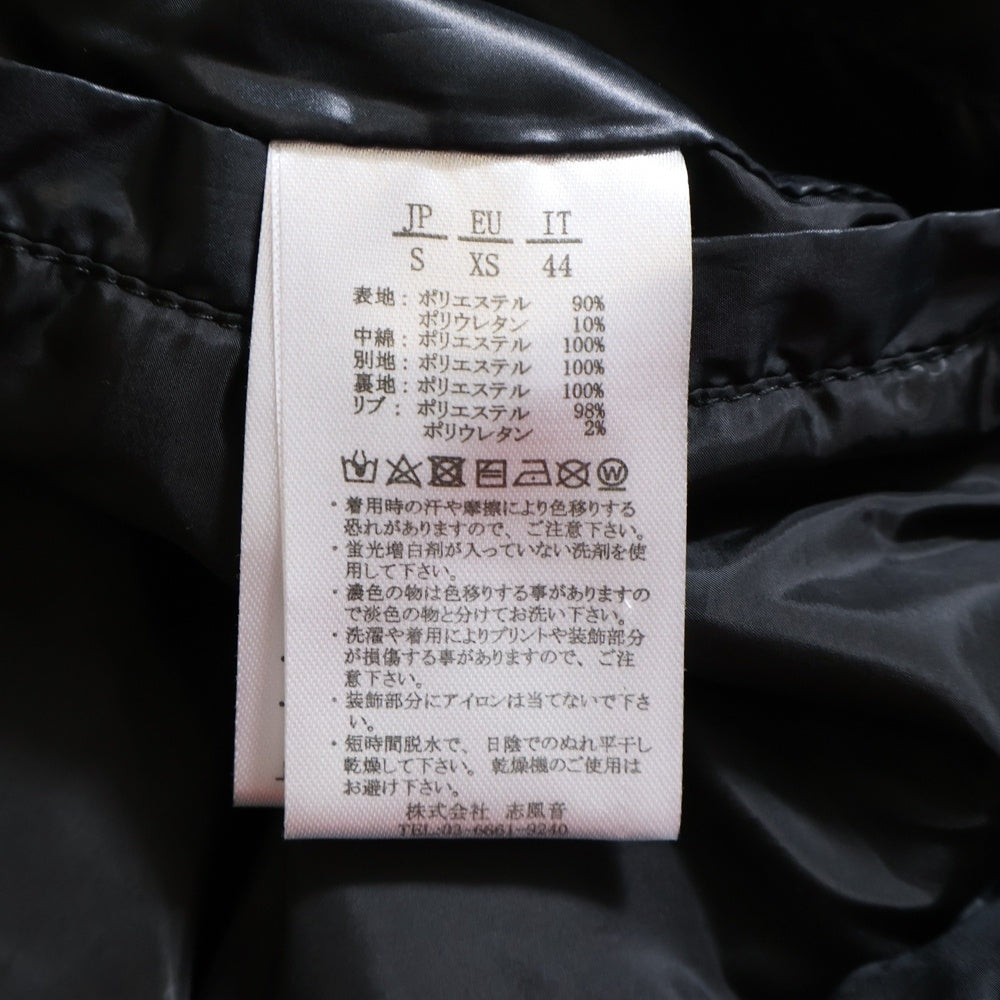 JP EU IT
S XS 44
表地：ポリエステル 90%
ポリウレタン 10%
中綿：ポリエステル 100%
別地：ポリエステル 100%
裏地：ポリエステル 100%
リブ：ポリエステル 98%
ポリウレタン 2%
W
・着用時の汗や摩擦により色移りする
恐れがありますので、ご注意下さい。
・蛍光増白剤が入っていない洗剤を使
用して下さい。
・濃色の物は色移りする事がありますの
で淡色の物と分けてお洗い下さい。
・洗濯や着用によりプリントや装飾部分
が損傷する事がありますので、ご注
意下さい。
・装飾部分にアイロンは当てないで下さ
い。
・短時間脱水で、日陰でのぬれ平干し
乾燥して下さい。乾燥機のご使用は
お避け下さい。
株式会社 志風音
TEL:03-6661-9240